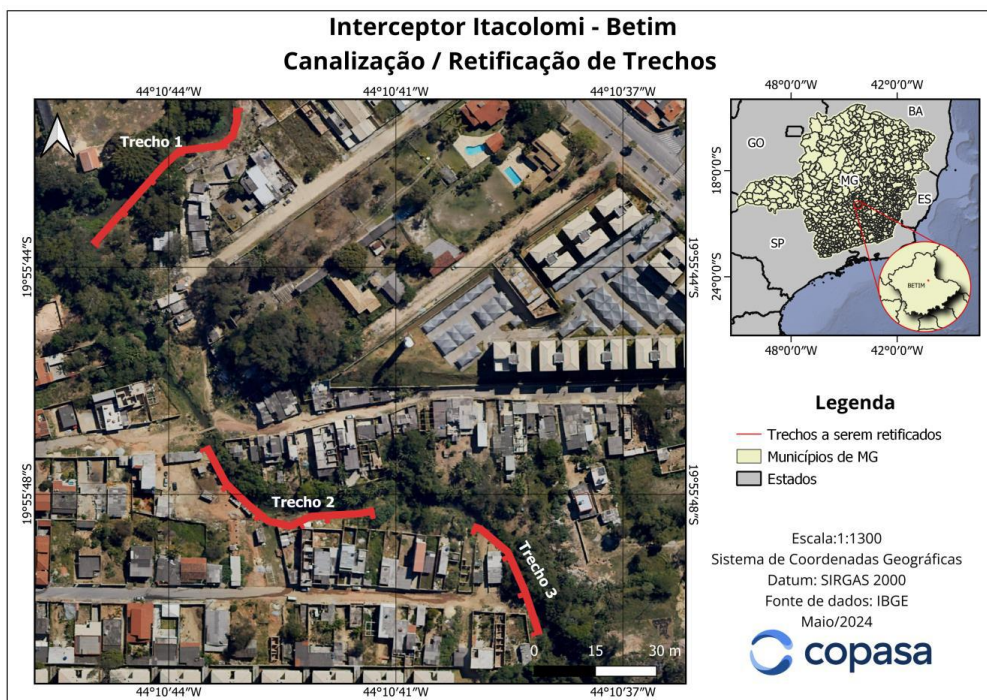 Interceptor Itacolomi - Betim
Canalização / Retificação de Trechos
44°10′44″W 44°10′41″W 44°10′37″W
Trecho 1
19°55′44″S
19°55′44″S
Trecho 2
Trecho 3
19°55′48″S
19°55′48″S
0 15 30 m
44°10′44″W 44°10′41″W 44°10′37″W
48°0′0″W 42°0′0″W
BA
GO
MG
ES
SP
BETIM
18°0′0″S
24°0′0″S
48°0′0″W 42°0′0″W
Legenda
Trechos a serem retificados
Municípios de MG
Estados
Escala:1:1300
Sistema de Coordenadas Geográficas
Datum: SIRGAS 2000
Fonte de dados: IBGE
Maio/2024
copasa